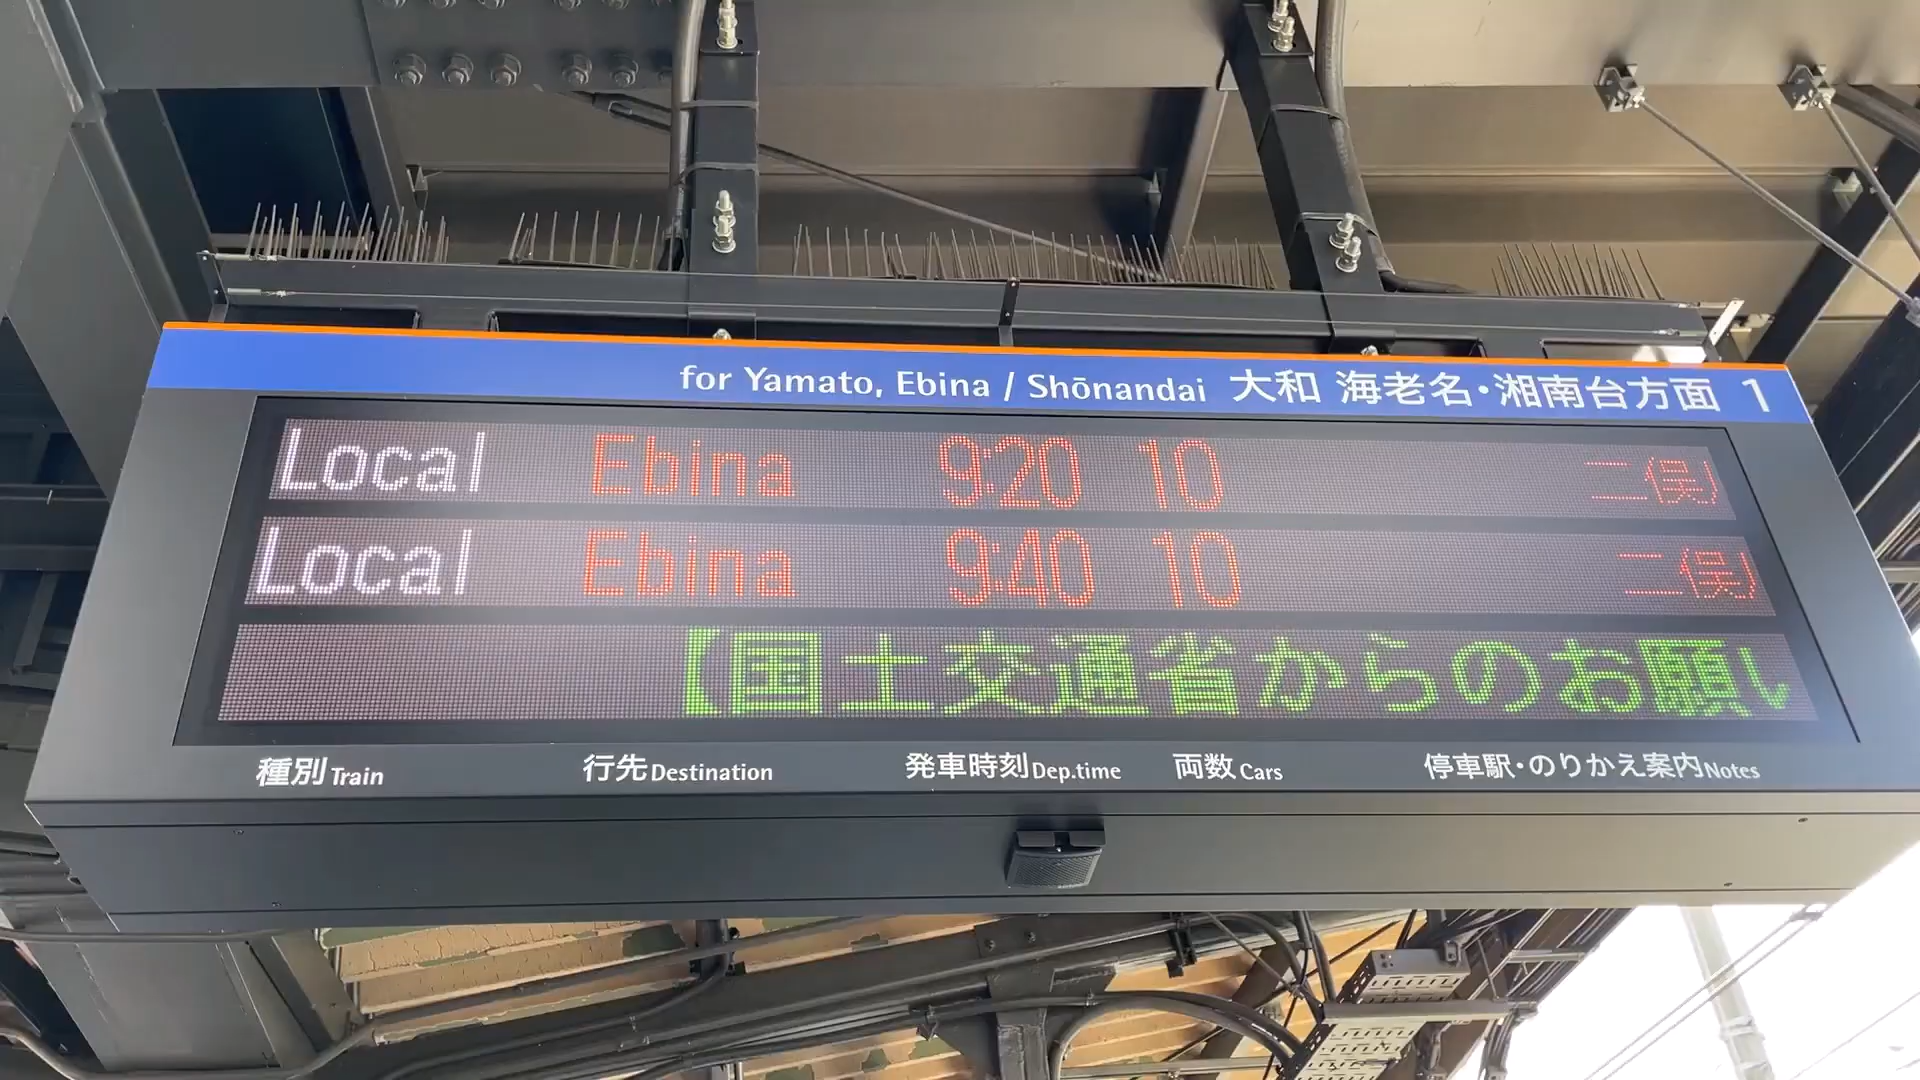 for Yamato, Ebina / Shōnandai 大和 海老名・湘南台方面 1
Local Ebina 9:20 10 二(俣)
Local Ebina 9:40 10 二(俣)
【国土交通省からのお願い
種別 Train 行先 Destination 発車時刻 Dep.time 両数 Cars 停車駅・のりかえ案内 Notes